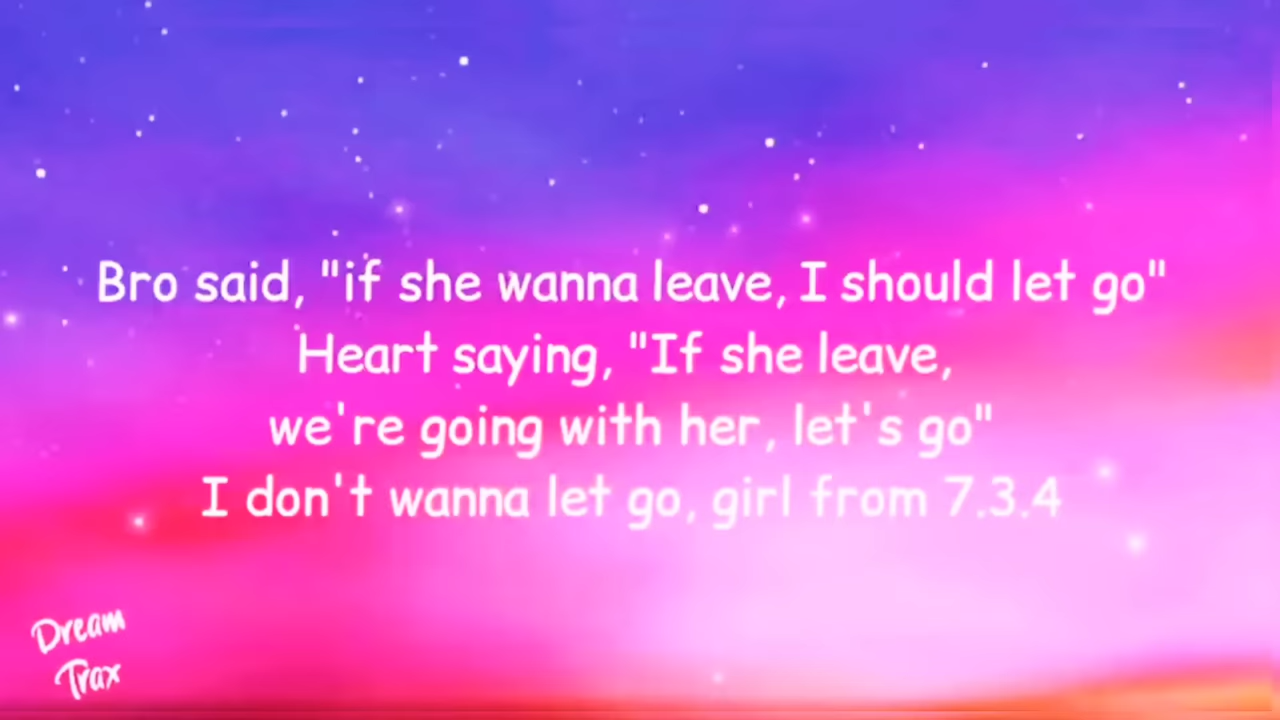 Bro said, "if she wanna leave, I should let go"
Heart saying, "If she leave,
we're going with her, let's go"
I don't wanna let go, girl from 7.3.4
Dream
Trax